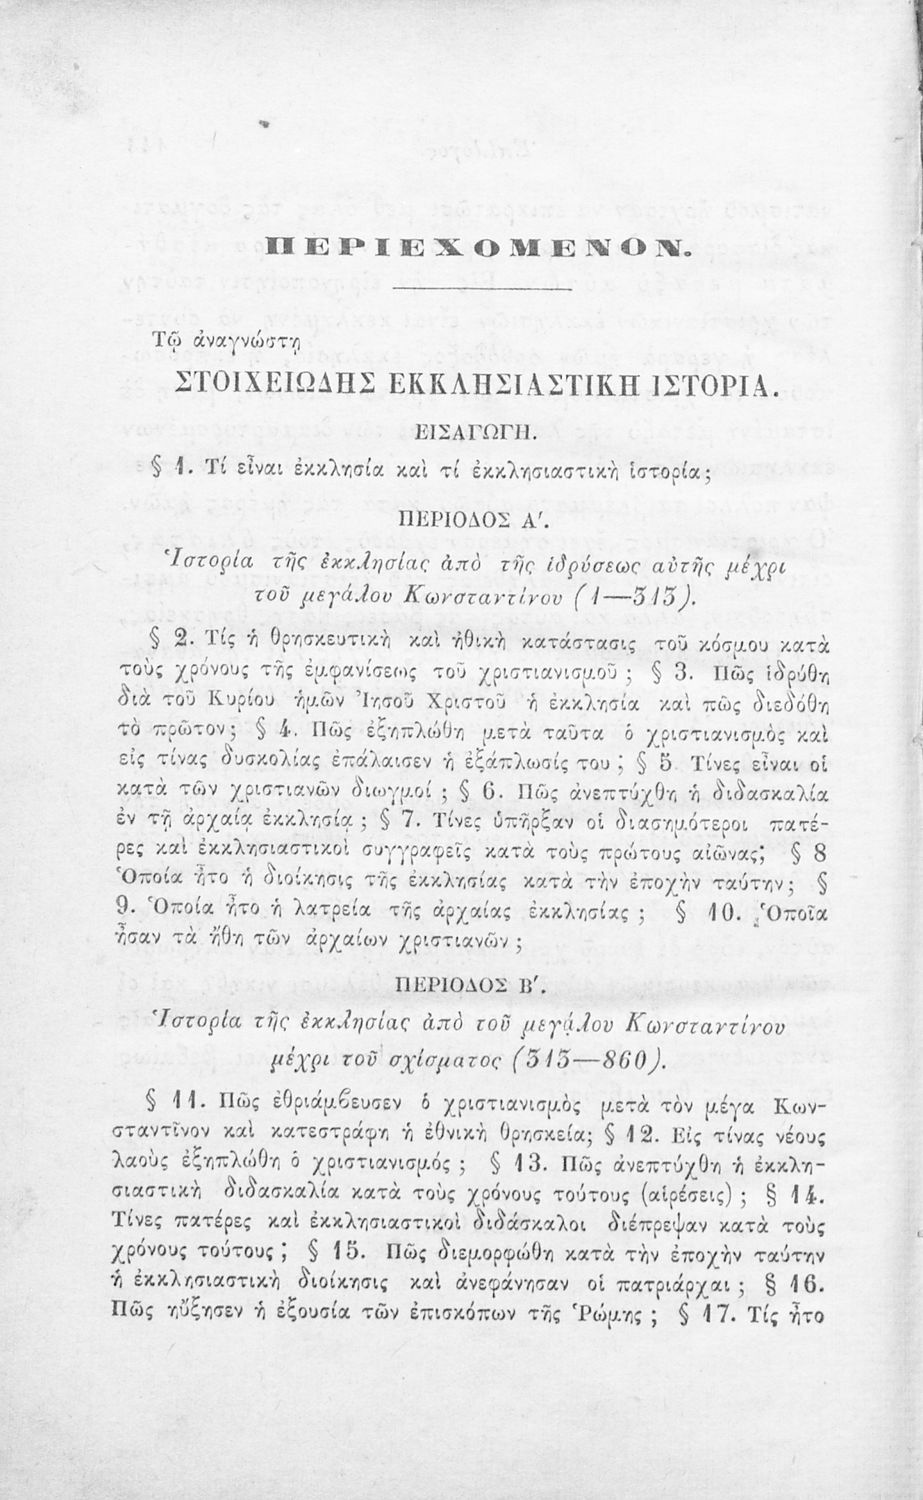 ΠΕΡΙΕΧΟΜΕΝΟΝ.
Τῷ ἀναγνώστῃ
ΣΤΟΙΧΕΙΩΔΗΣ ΕΚΚΛΗΣΙΑΣΤΙΚΗ ΙΣΤΟΡΙΑ.
ΕΙΣΑΓΩΓΗ.
§ 1. Τί εἶναι ἐκκλησία καὶ τί ἐκκλησιαστικὴ ἱστορία;
ΠΕΡΙΟΔΟΣ Α΄.
Ἱστορία τῆς ἐκκλησίας ἀπὸ τῆς ἱδρύσεως αὐτῆς μέχρι
τοῦ μεγάλου Κωνσταντίνου (1—313).
§ 2. Τίς ἡ θρησκευτικὴ καὶ ἠθικὴ κατάστασις τοῦ κόσμου κατὰ
τοὺς χρόνους τῆς ἐμφανίσεως τοῦ χριστιανισμοῦ ; § 3. Πῶς ἱδρύθη
διὰ τοῦ Κυρίου ἡμῶν Ἰησοῦ Χριστοῦ ἡ ἐκκλησία καὶ πῶς διεδόθη
τὸ πρῶτον; § 4. Πῶς ἐξηπλώθη μετὰ ταῦτα ὁ χριστιανισμὸς καὶ
εἰς τίνας δυσκολίας ἐπάλαισεν ἡ ἐξάπλωσίς του ; § 5 Τίνες εἶναι οἱ
κατὰ τῶν χριστιανῶν διωγμοί ; § 6. Πῶς ἀνεπτύχθη ἡ διδασκαλία
ἐν τῇ ἀρχαίᾳ ἐκκλησίᾳ ; § 7. Τίνες ὑπῆρξαν οἱ διασημότεροι πατέ-
ρες καὶ ἐκκλησιαστικοὶ συγγραφεῖς κατὰ τοὺς πρώτους αἰῶνας; § 8
Ὁποία ἦτο ἡ διοίκησις τῆς ἐκκλησίας κατὰ τὴν ἐποχὴν ταύτην; §
9. Ὁποία ἦτο ἡ λατρεία τῆς ἀρχαίας ἐκκλησίας ; § 10. Ὁποῖα
ἦσαν τὰ ἤθη τῶν ἀρχαίων χριστιανῶν ;
ΠΕΡΙΟΔΟΣ Β΄.
Ἱστορία τῆς ἐκκλησίας ἀπὸ τοῦ μεγάλου Κωνσταντίνου
μέχρι τοῦ σχίσματος (313—860).
§ 11. Πῶς ἐθριάμβευσεν ὁ χριστιανισμὸς μετὰ τὸν μέγα Κων-
σταντῖνον καὶ κατεστράφη ἡ ἐθνικὴ θρησκεία; § 12. Εἰς τίνας νέους
λαοὺς ἐξηπλώθη ὁ χριστιανισμός ; § 13. Πῶς ἀνεπτύχθη ἡ ἐκκλη-
σιαστικὴ διδασκαλία κατὰ τοὺς χρόνους τούτους (αἱρέσεις) ; § 14.
Τίνες πατέρες καὶ ἐκκλησιαστικοὶ διδάσκαλοι διέπρεψαν κατὰ τοὺς
χρόνους τούτους ; § 15. Πῶς διεμορφώθη κατὰ τὴν ἐποχὴν ταύτην
ἡ ἐκκλησιαστικὴ διοίκησις καὶ ἀνεφάνησαν οἱ πατριάρχαι ; § 16.
Πῶς ηὔξησεν ἡ ἐξουσία τῶν ἐπισκόπων τῆς Ῥώμης ; § 17. Τίς ἦτο